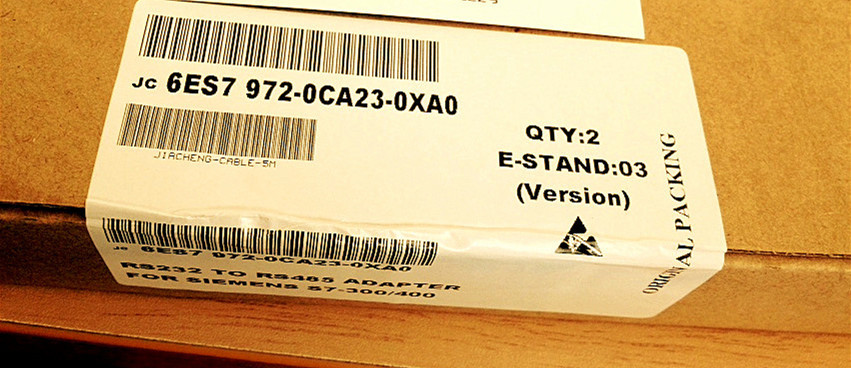 JC 6ES7 972-0CA23-0XA0
JIACHENG-CABLE-5M
QTY:2
E-STAND:03
(Version)
ORIGINAL PACKING
JC 6ES7 972-0CA23-0XA0
RS232 TO RS485 ADAPTER
FOR SIEMENS S7-300/400